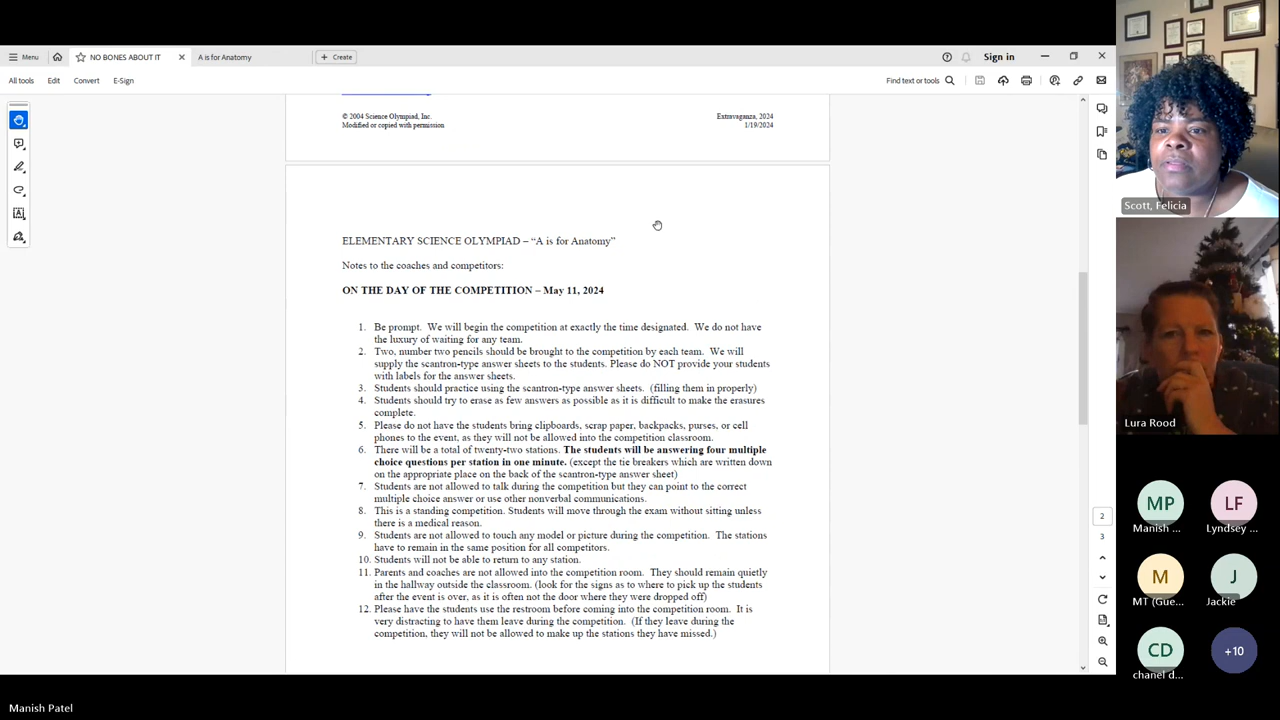 Menu
NO BONES ABOUT IT
A is for Anatomy
Create
Sign in
All tools
Edit
Convert
E-Sign
Find text or tools
© 2004 Science Olympiad, Inc.
Modified or copied with permission
Extravaganza, 2024
1/19/2024
ELEMENTARY SCIENCE OLYMPIAD – “A is for Anatomy”
Notes to the coaches and competitors:
ON THE DAY OF THE COMPETITION – May 11, 2024
1. Be prompt. We will begin the competition at exactly the time designated. We do not have
the luxury of waiting for any team.
2. Two, number two pencils should be brought to the competition by each team. We will
supply the scantron-type answer sheets to the students. Please do NOT provide your students
with labels for the answer sheets.
3. Students should practice using the scantron-type answer sheets. (filling them in properly)
4. Students should try to erase as few answers as possible as it is difficult to make the erasures
complete.
5. Please do not have the students bring clipboards, scrap paper, backpacks, purses, or cell
phones to the event, as they will not be allowed into the competition classroom.
6. There will be a total of twenty-two stations. The students will be answering four multiple
choice questions per station in one minute. (except the tie breakers which are written down
on the appropriate place on the back of the scantron-type answer sheet)
7. Students are not allowed to talk during the competition but they can point to the correct
multiple choice answer or use other nonverbal communications.
8. This is a standing competition. Students will move through the exam without sitting unless
there is a medical reason.
9. Students are not allowed to touch any model or picture during the competition. The stations
have to remain in the same position for all competitors.
10. Students will not be able to return to any station.
11. Parents and coaches are not allowed into the competition room. They should remain quietly
in the hallway outside the classroom. (look for the signs as to where to pick up the students
after the event is over, as it is often not the door where they were dropped off)
12. Please have the students use the restroom before coming into the competition room. It is
very distracting to have them leave during the competition. (If they leave during the
competition, they will not be allowed to make up the stations they have missed.)
2
3
Scott, Felicia
Lura Rood
MP
Manish ...
LF
Lyndsey ...
M
MT (Gue...
J
Jackie
CD
chanel d...
+10
Manish Patel